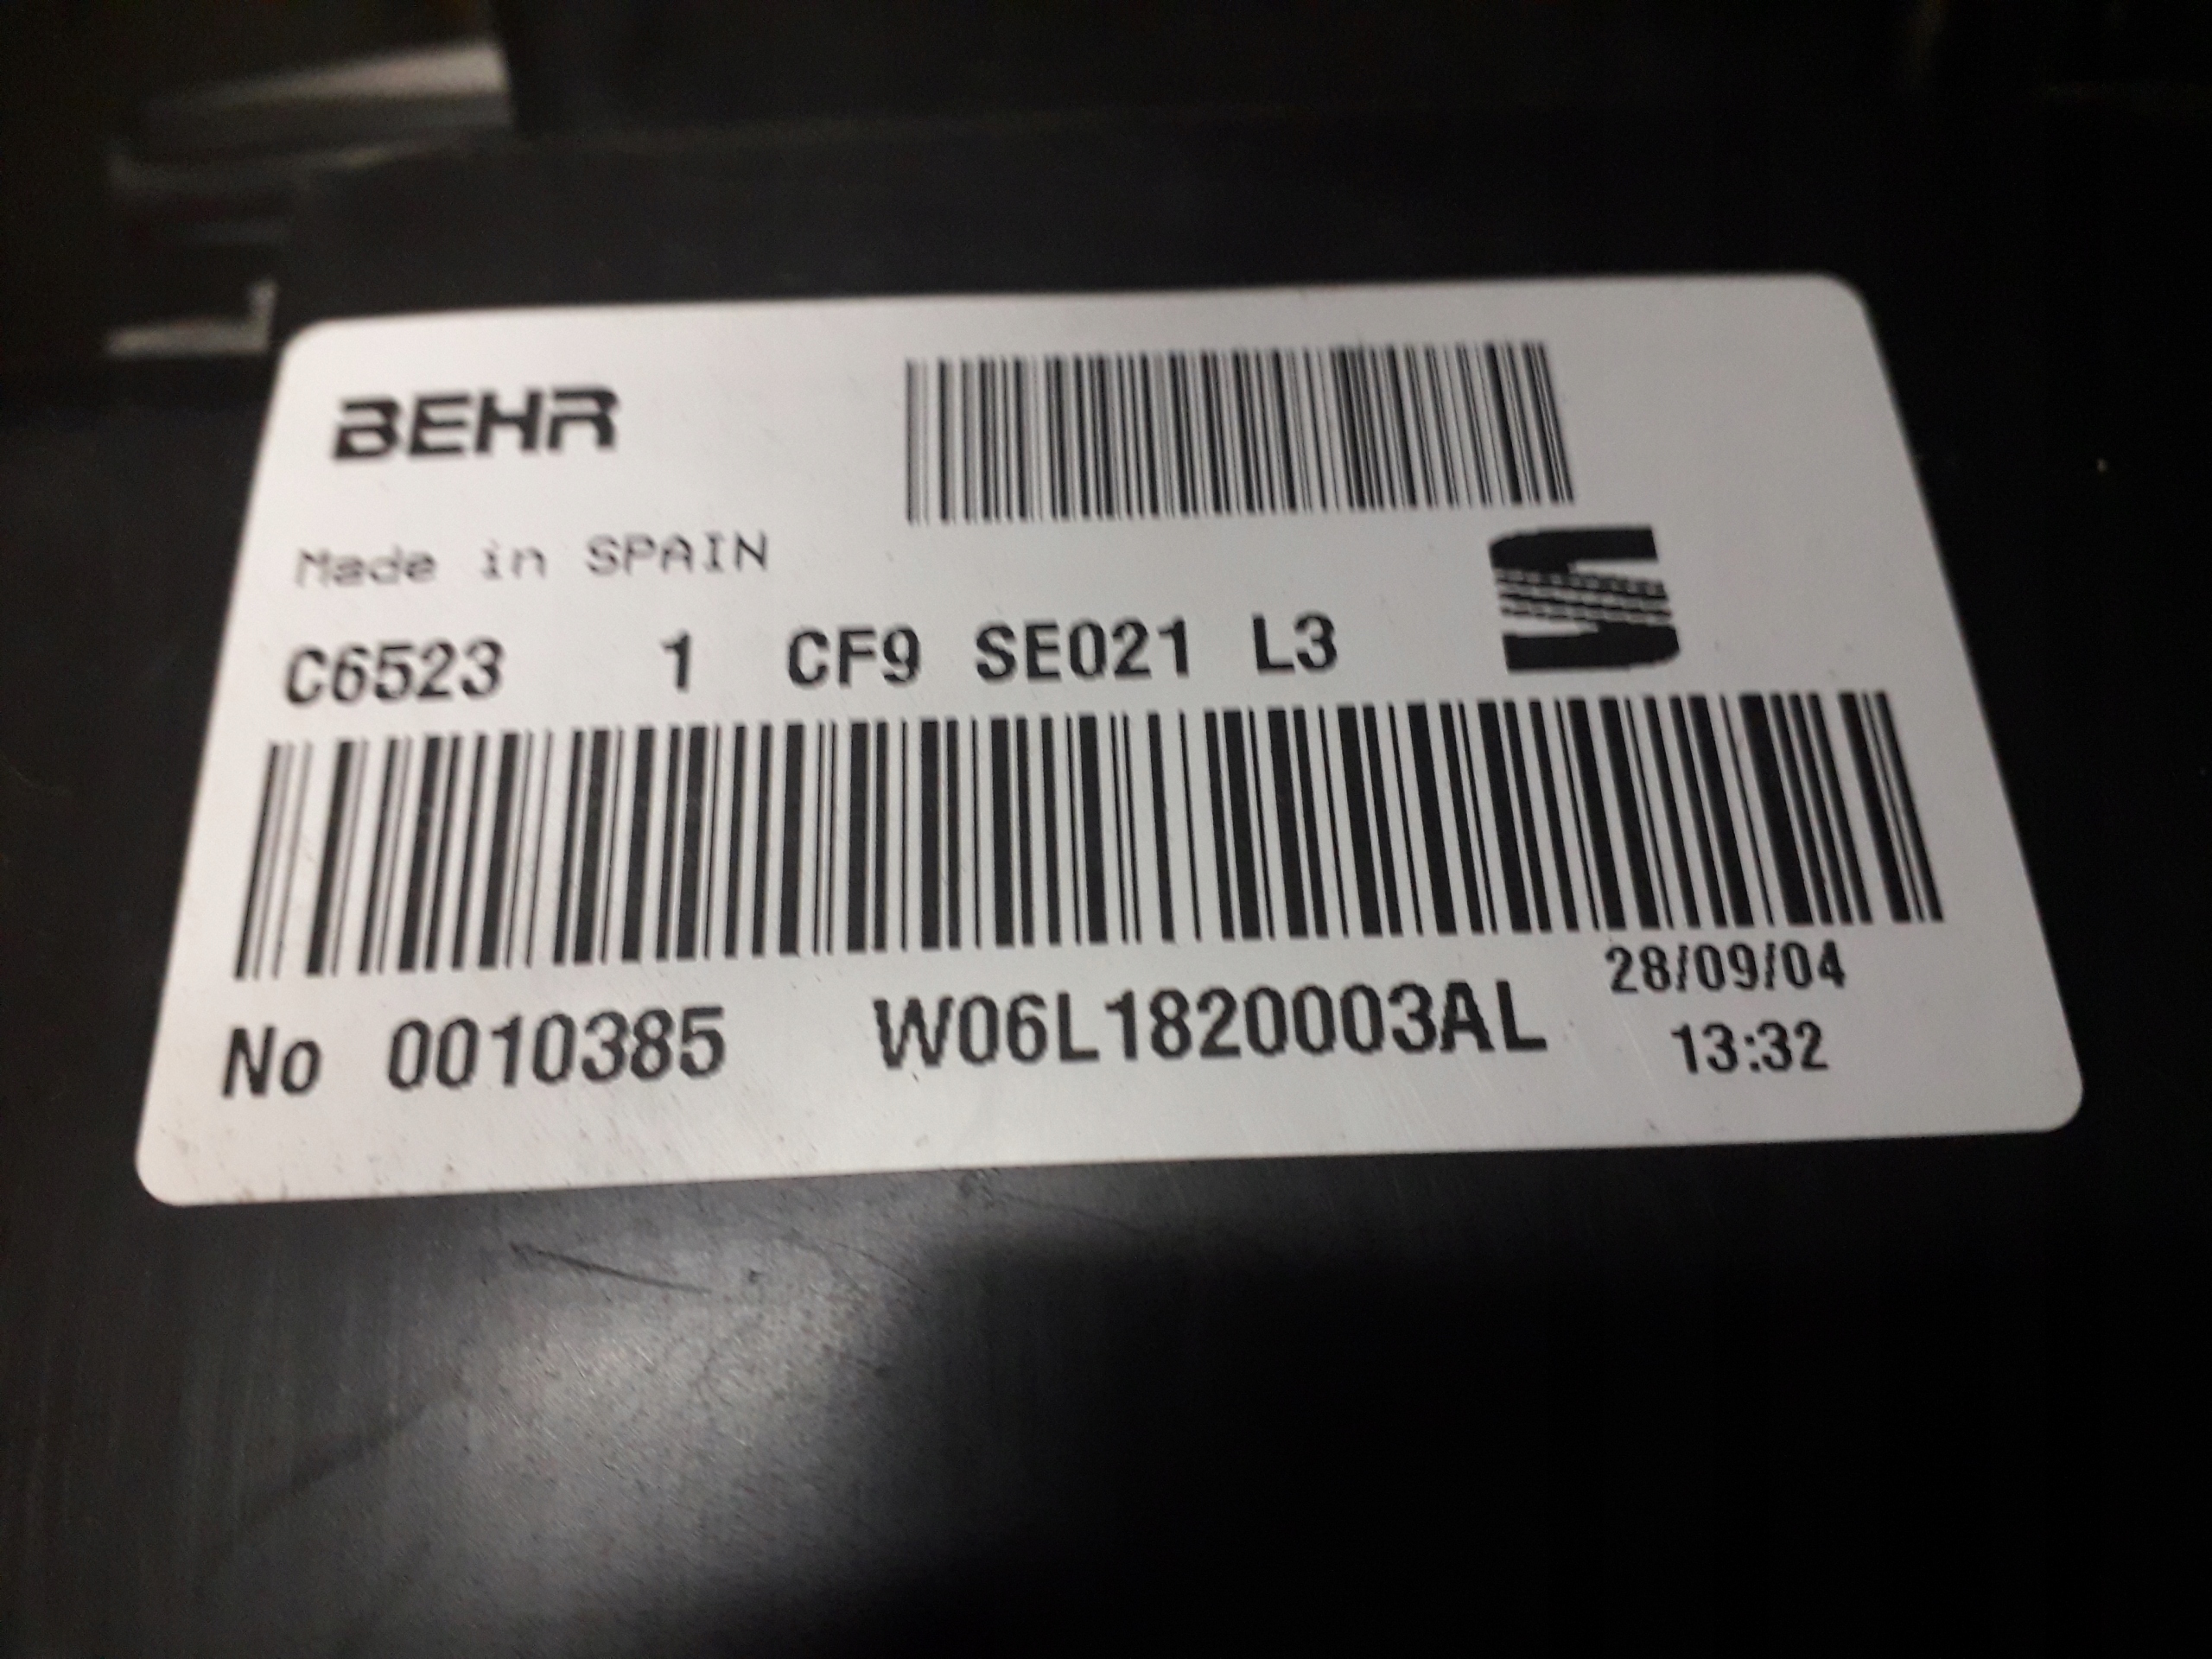 BEHR
Made in SPAIN
C6523 1 CF9 SE021 L3
28/09/04
No 0010385 W06L1820003AL
13:32